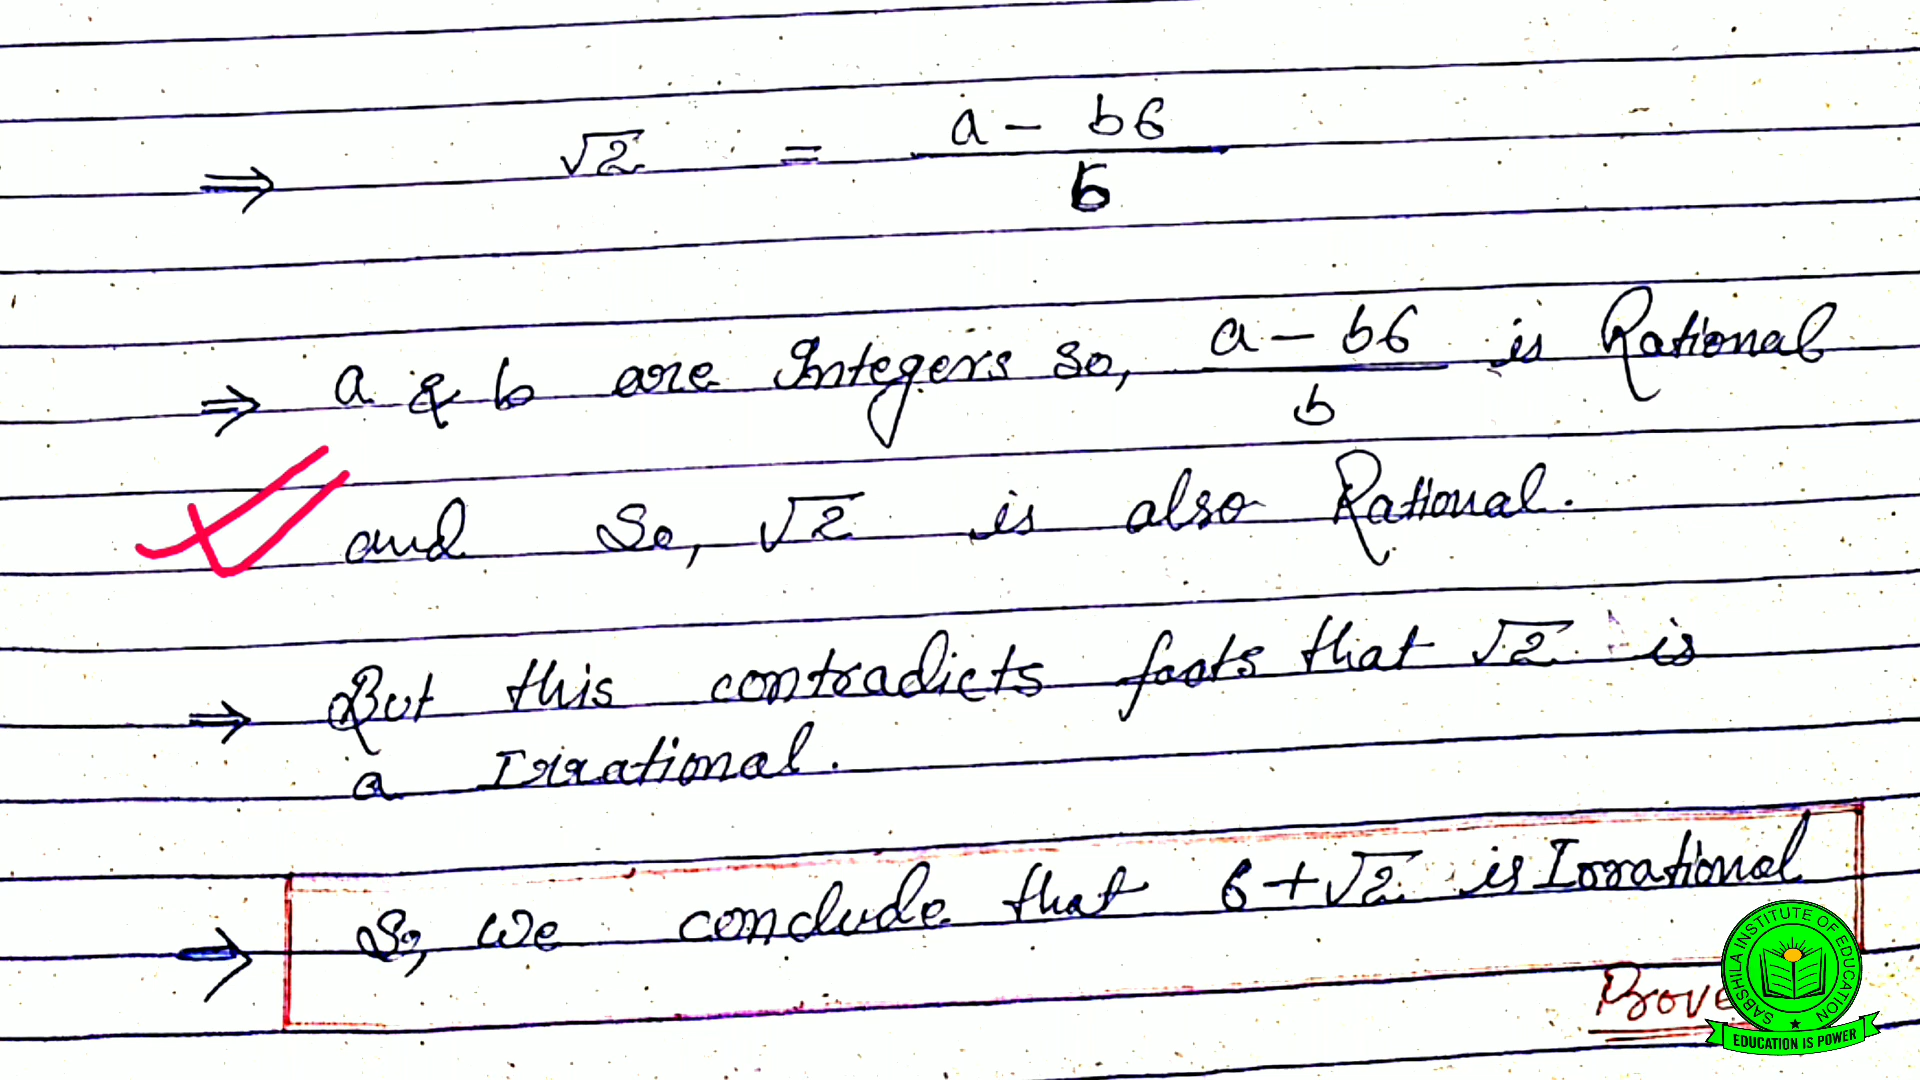 ⇒ √2 = a - b6
b
⇒ a & b are Integers so, a - b6 is Rational
b
and So, √2 is also Rational.
⇒ But this contradicts facts that √2 is
a Irrational.
⇒ So, we conclude that 6+√2 is Irrational
Prove
SABSHILA INSTITUTE OF EDUCATION
EDUCATION IS POWER